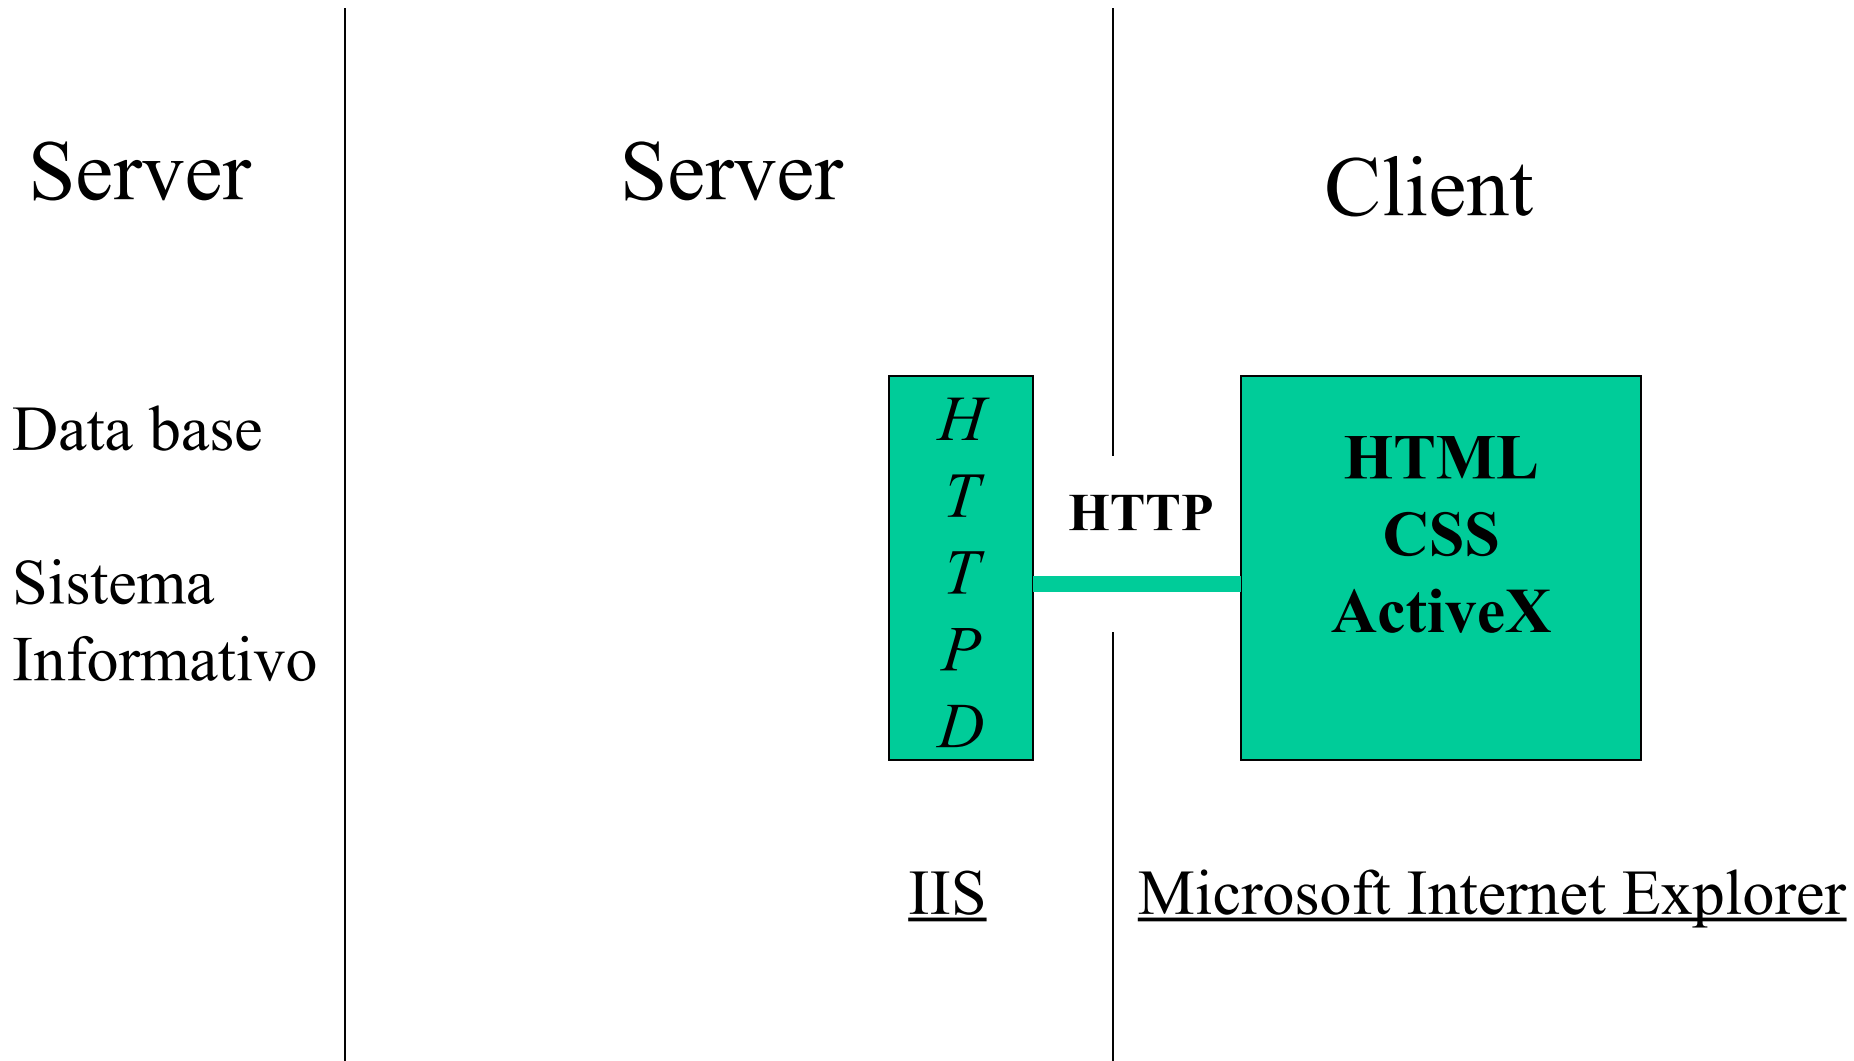 Server
Server
Client
Data base
Sistema
Informativo
H
T
T
P
D
HTTP
HTML
CSS
ActiveX
IIS
Microsoft Internet Explorer